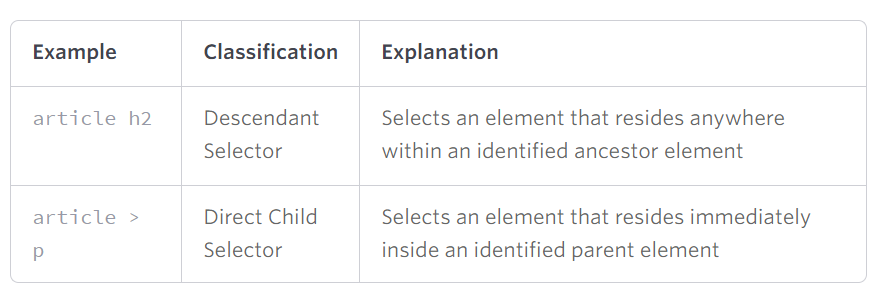 Example Classification Explanation
article h2 Descendant Selects an element that resides anywhere
Selector within an identified ancestor element
article > Direct Child Selects an element that resides immediately
p Selector inside an identified parent element